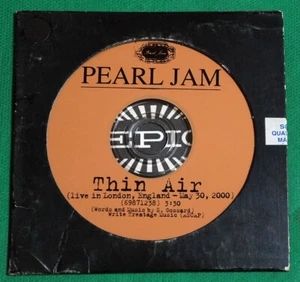 PEARL JAM
EPIC
Thin Air
(live in London, England - May 30, 2000)
(69871238) 3:30
(Words and Music by S. Gossard)
Write Treatage Music (ASCAP)